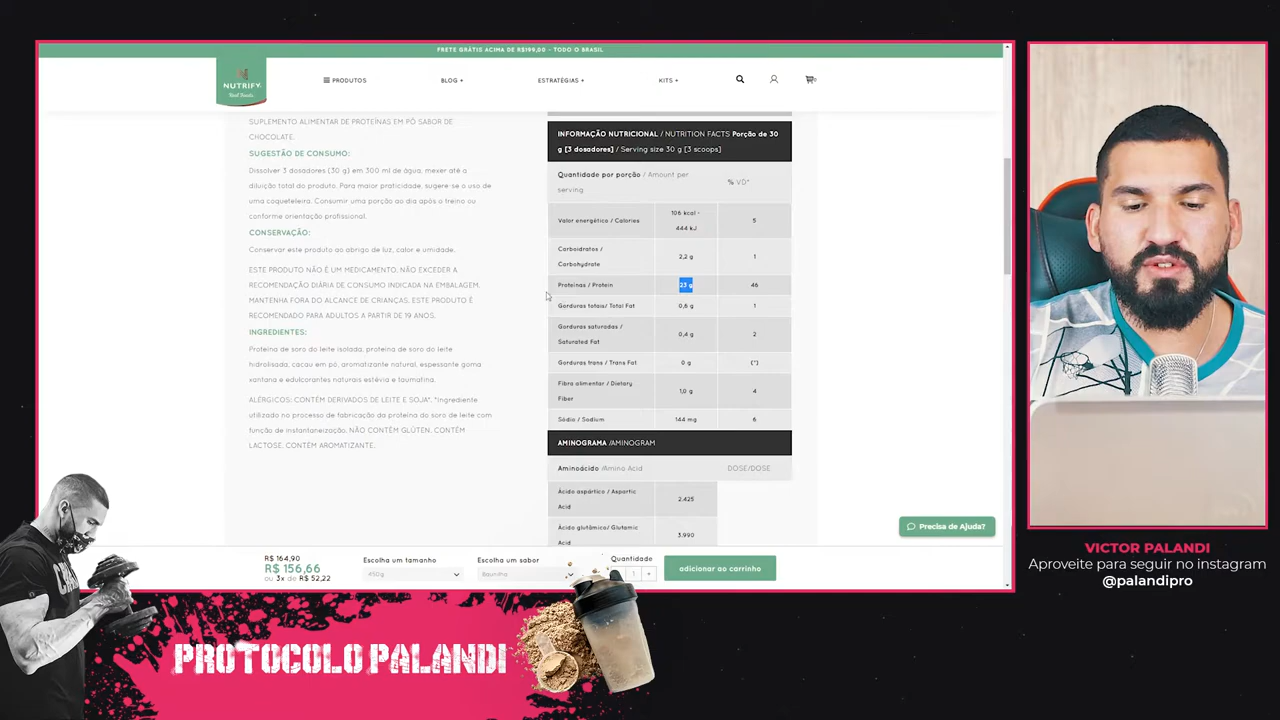 FRETE GRÁTIS ACIMA DE R$199,00 - TODO O BRASIL
NUTRIFY
Real Foods
PRODUTOS
BLOG +
ESTRATÉGIAS +
KITS +
0
SUPLEMENTO ALIMENTAR DE PROTEÍNAS EM PÓ SABOR DE
CHOCOLATE.
SUGESTÃO DE CONSUMO:
Dissolver 3 dosadores (30 g) em 300 ml de água, mexer até a
diluição total do produto. Para maior praticidade, sugere-se o uso
de uma coqueteleira. Consumir uma porção ao dia após o treino ou
conforme orientação profissional.
CONSERVAÇÃO:
Conservar este produto ao abrigo de luz, calor e umidade.
ESTE PRODUTO NÃO É UM MEDICAMENTO, NÃO EXCEDER A
RECOMENDAÇÃO DIÁRIA DE CONSUMO INDICADA NA EMBALAGEM.
MANTENHA FORA DO ALCANCE DE CRIANÇAS. ESTE PRODUTO É
RECOMENDADO PARA ADULTOS A PARTIR DE 19 ANOS.
INGREDIENTES:
Proteína de soro do leite isolada, proteína de soro do leite
hidrolisada, cacau em pó, aromatizante natural, espessante goma
xantana e edulcorantes naturais estévia e taumatina.
ALÉRGICOS: CONTÉM DERIVADOS DE LEITE E SOJA*. *Ingrediente
utilizado no processo de fabricação da proteína do soro de leite com
função de instantaneização. NÃO CONTÉM GLÚTEN. CONTÉM
LACTOSE. CONTÉM AROMATIZANTE.
INFORMAÇÃO NUTRICIONAL / NUTRITION FACTS Porção de 30
g [3 dosadores] / Serving size 30 g [3 scoops]
Quantidade por porção / Amount per
serving
% VD*
Valor energético / Calories
106 kcal -
444 kJ
5
Carboidratos /
Carbohydrate
2,2 g
1
Proteínas / Protein
23 g
46
Gorduras totais/ Total Fat
0,6 g
1
Gorduras saturadas /
Saturated Fat
0,4 g
2
Gorduras trans / Trans Fat
0 g
(*)
Fibra alimentar / Dietary
Fiber
1,0 g
4
Sódio / Sodium
144 mg
6
AMINOGRAMA /AMINOGRAM
Aminoácido /Amino Acid
DOSE/DOSE
Ácido aspártico / Aspartic
Acid
2.425
Ácido glutâmico/ Glutamic
Acid
3.990
Precisa de Ajuda?
R$ 164,90
R$ 156,66
ou 3x de R$ 52,22
Escolha um tamanho
450g
Escolha um sabor
Baunilha
Quantidade
1
+
adicionar ao carrinho
VICTOR PALANDI
Aproveite para seguir no instagram
@palandipro
PROTOCOLO PALANDI